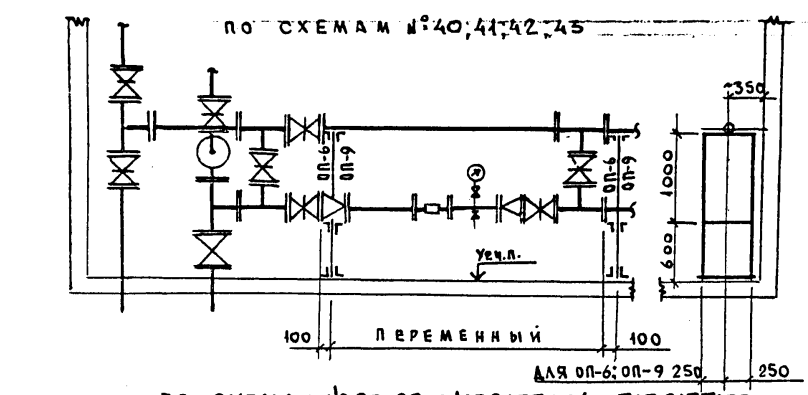 ПО СХЕМАМ №40;41;42,43
~350
ОП-6
ОП-9
ОП-6
ОП-9
1000
600
Уч.п.
100
ПЕРЕМЕННЫЙ
100
ДЛЯ ОП-6; ОП-9 250
250